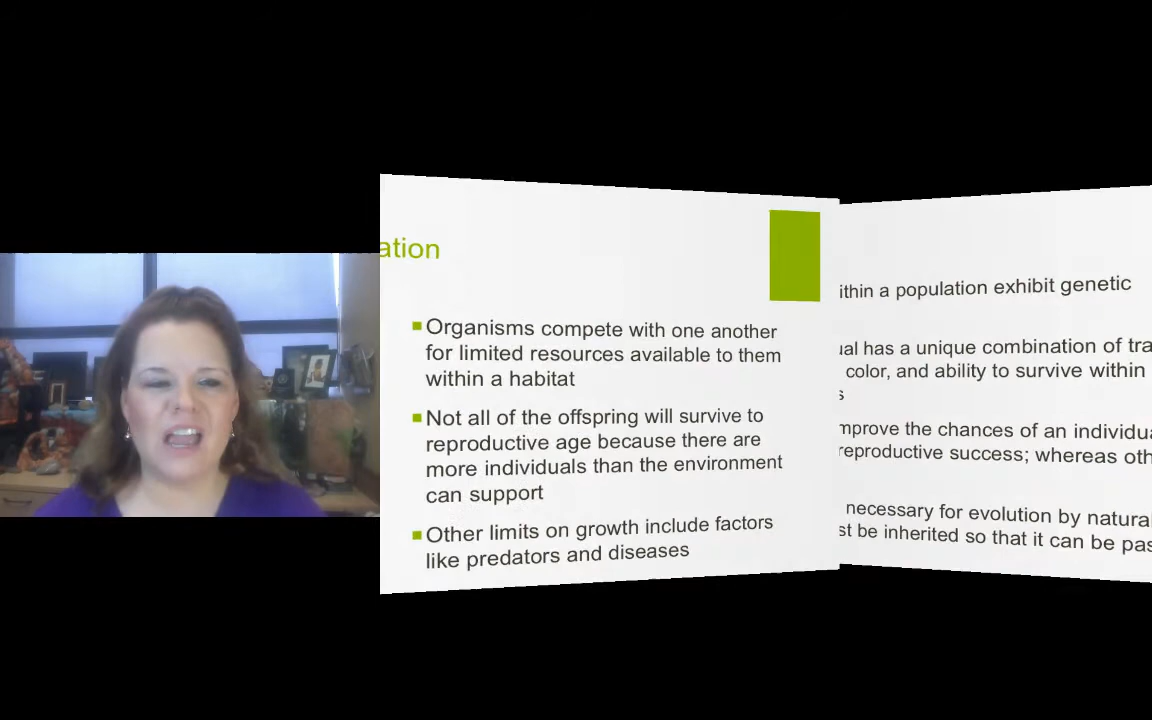 ation
Organisms compete with one another
for limited resources available to them
within a habitat
Not all of the offspring will survive to
reproductive age because there are
more individuals than the environment
can support
Other limits on growth include factors
like predators and diseases
ithin a population exhibit genetic
ual has a unique combination of tra
color, and ability to survive within
s
mprove the chances of an individua
reproductive success; whereas oth
necessary for evolution by natural
st be inherited so that it can be pas